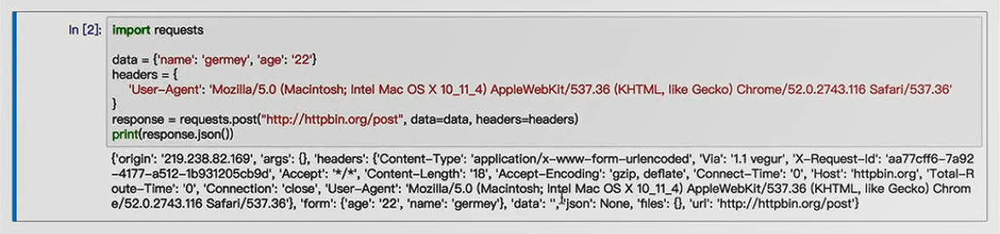 In [2]: import requests
data = {'name': 'germey', 'age': '22'}
headers = {
'User-Agent': 'Mozilla/5.0 (Macintosh; Intel Mac OS X 10_11_4) AppleWebKit/537.36 (KHTML, like Gecko) Chrome/52.0.2743.116 Safari/537.36'
}
response = requests.post("http://httpbin.org/post", data=data, headers=headers)
print(response.json())
{'origin': '219.238.82.169', 'args': {}, 'headers': {'Content-Type': 'application/x-www-form-urlencoded', 'Via': '1.1 vegur', 'X-Request-Id': 'aa77cff6-7a92
-4177-a512-1b931205cb9d', 'Accept': '*/*', 'Content-Length': '18', 'Accept-Encoding': 'gzip, deflate', 'Connect-Time': '0', 'Host': 'httpbin.org', 'Total-R
oute-Time': '0', 'Connection': 'close', 'User-Agent': 'Mozilla/5.0 (Macintosh; Intel Mac OS X 10_11_4) AppleWebKit/537.36 (KHTML, like Gecko) Chrom
e/52.0.2743.116 Safari/537.36'}, 'form': {'age': '22', 'name': 'germey'}, 'data': '', 'json': None, 'files': {}, 'url': 'http://httpbin.org/post'}